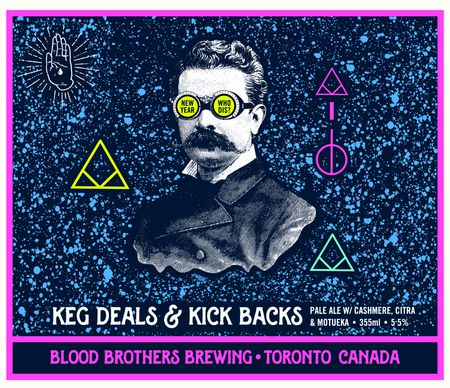 NEW YEAR
WHO DIS?
KEG DEALS & KICK BACKS
PALE ALE W/ CASHMERE, CITRA
& MOTUEKA • 355ml • 5·5%
BLOOD BROTHERS BREWING • TORONTO CANADA